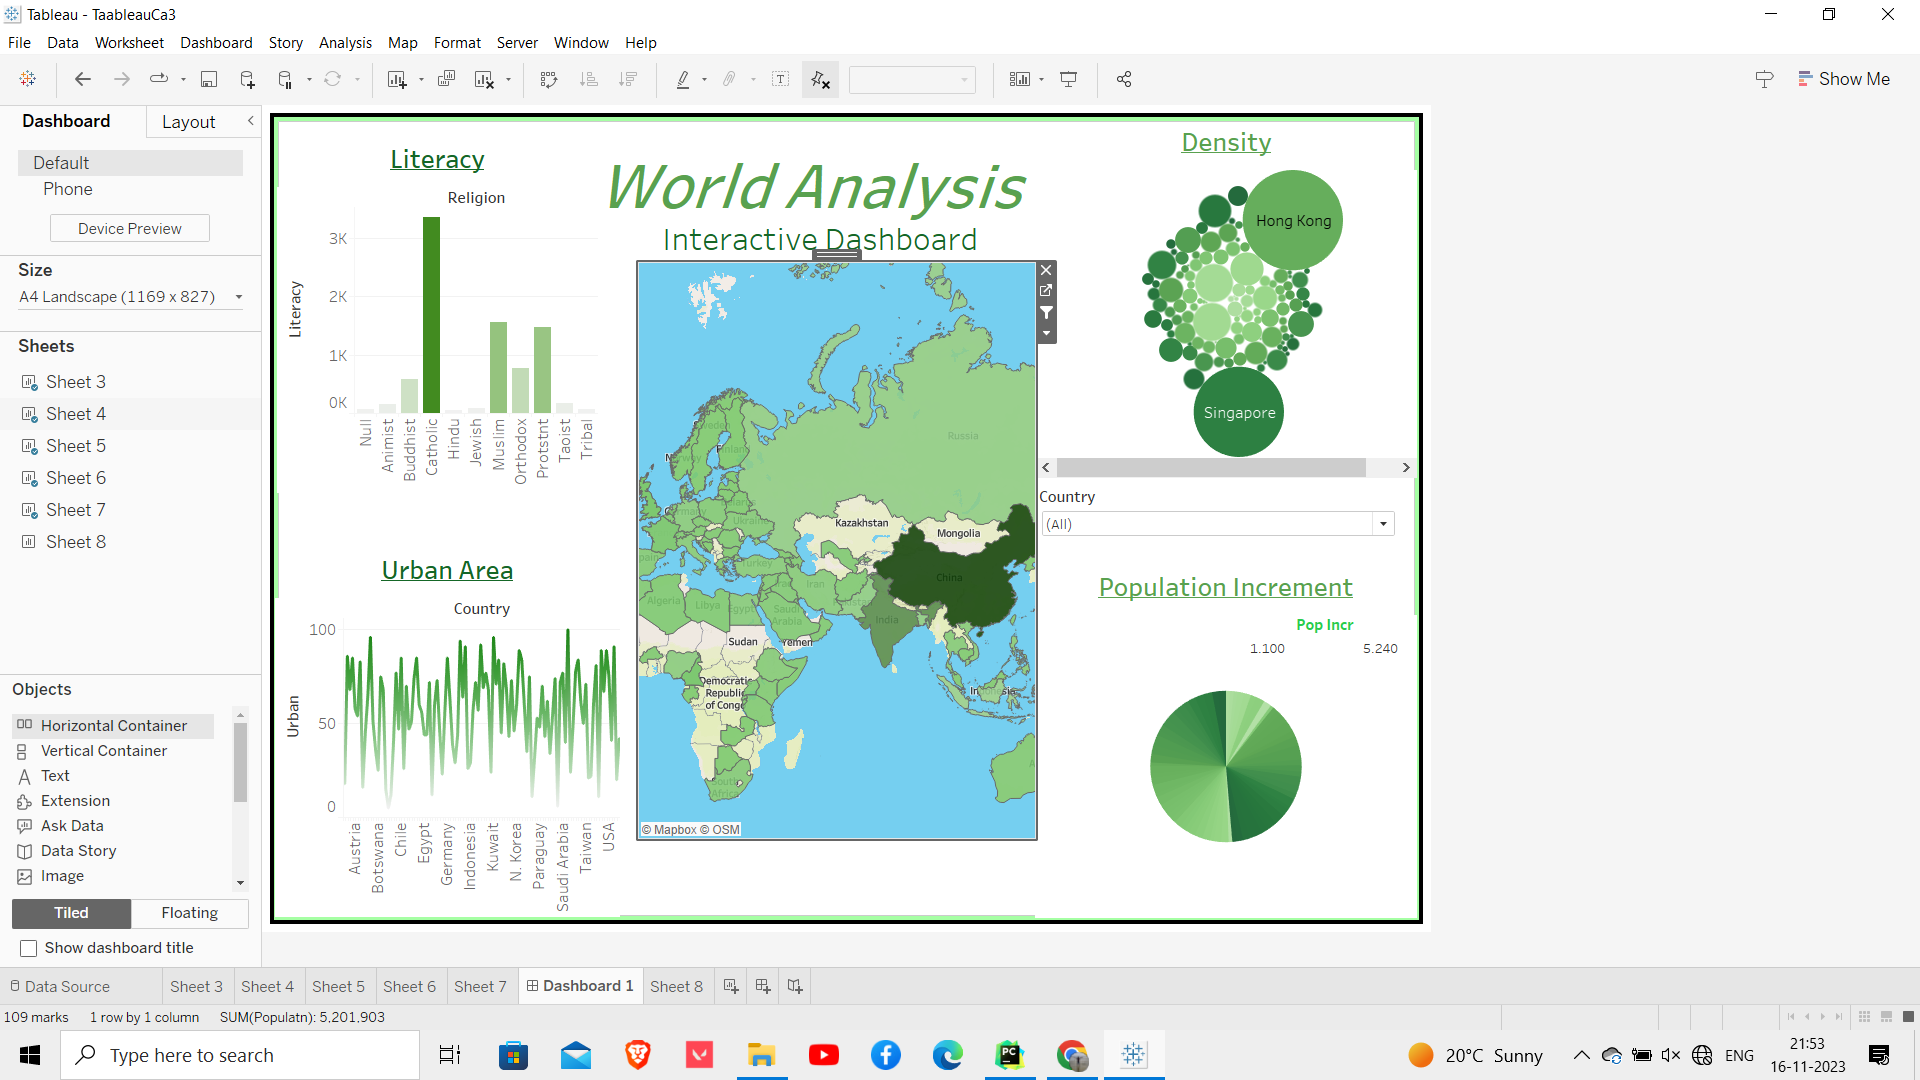 Tableau - TaableauCa3
File Data Worksheet Dashboard Story Analysis Map Format Server Window Help
Show Me
Dashboard Layout
Default
Phone
Device Preview
Size
A4 Landscape (1169 x 827)
Sheets
Sheet 3
Sheet 4
Sheet 5
Sheet 6
Sheet 7
Sheet 8
Objects
Horizontal Container
Vertical Container
Text
Extension
Ask Data
Data Story
Image
Tiled Floating
Show dashboard title
Literacy
Religion
Literacy
3K
2K
1K
0K
Null
Animist
Buddhist
Catholic
Hindu
Jewish
Muslim
Orthodox
Protstnt
Taoist
Tribal
Urban Area
Country
Urban
100
50
0
Austria
Botswana
Chile
Egypt
Germany
Indonesia
Kuwait
N. Korea
Paraguay
Saudi Arabia
Taiwan
USA
World Analysis
Interactive Dashboard
Sweden
Finland
Norway
Russia
Germany
Ukraine
Kazakhstan
Mongolia
Turkey
China
Iran
Algeria
Libya
Egypt
Saudi
Arabia
India
Sudan
Yemen
Democratic
Republic
of Congo
Indonesia
South
Africa
© Mapbox © OSM
Density
Hong Kong
Singapore
Country
(All)
Population Increment
Pop Incr
1.100 5.240
Data Source Sheet 3 Sheet 4 Sheet 5 Sheet 6 Sheet 7 Dashboard 1 Sheet 8
109 marks 1 row by 1 column SUM(Populatn): 5,201,903
Type here to search
PC
20°C Sunny
ENG
21:53
16-11-2023